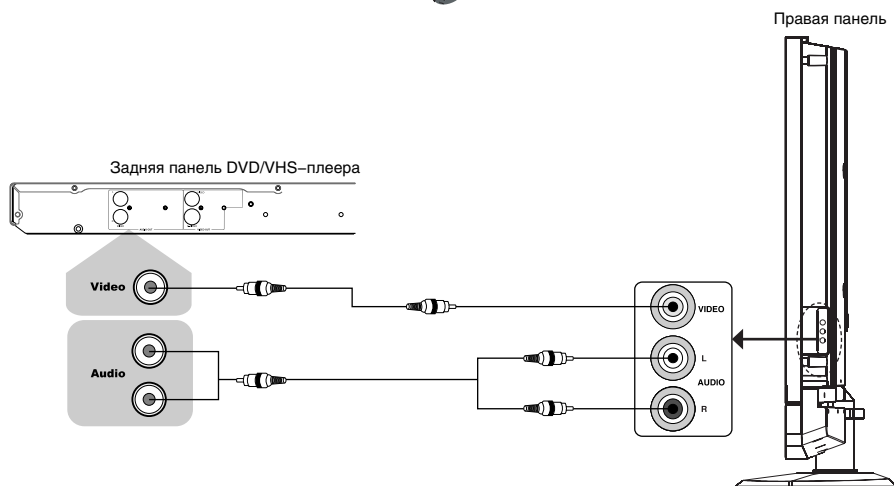 Правая панель
Задняя панель DVD/VHS–плеера
Video
VIDEO
Audio
L
AUDIO
R